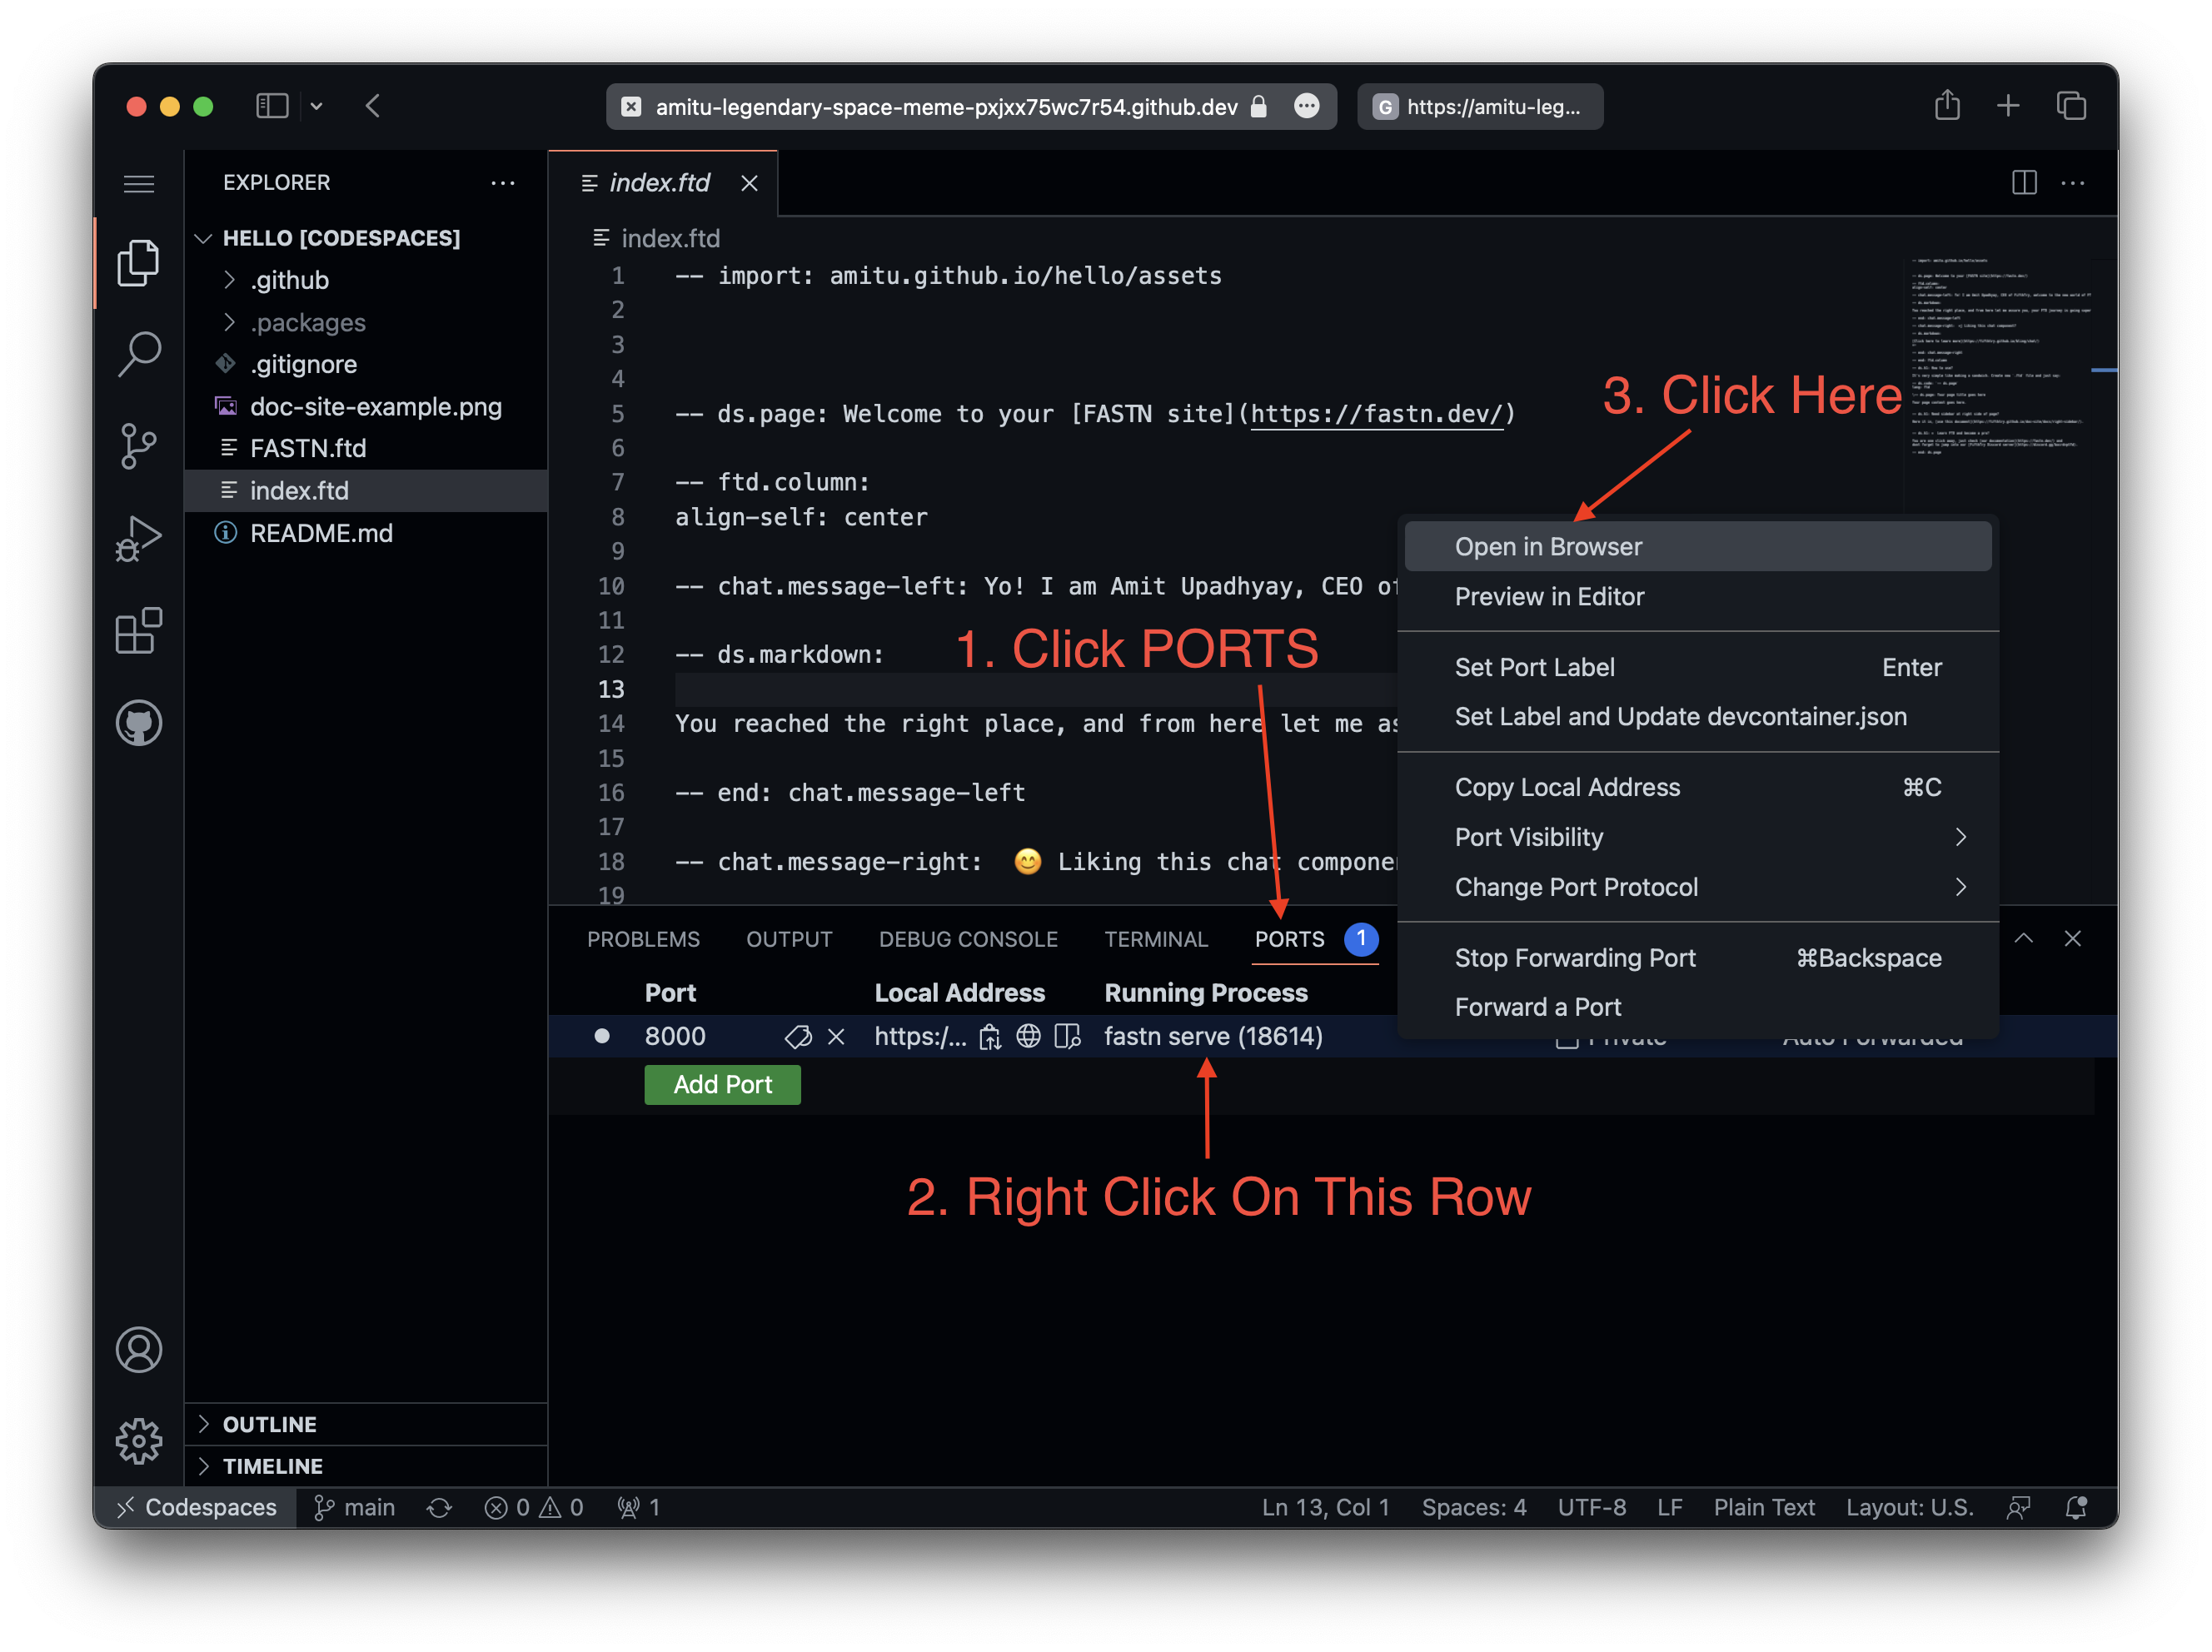 amitu-legendary-space-meme-pxjxx75wc7r54.github.dev
G https://amitu-leg...
EXPLORER
HELLO [CODESPACES]
.github
.packages
.gitignore
doc-site-example.png
FASTN.ftd
index.ftd
README.md
OUTLINE
TIMELINE
index.ftd
index.ftd
1 -- import: amitu.github.io/hello/assets
2
3
4
5 -- ds.page: Welcome to your [FASTN site](https://fastn.dev/)
6
7 -- ftd.column:
8 align-self: center
9
10 -- chat.message-left: Yo! I am Amit Upadhyay, CEO of
11
12 -- ds.markdown:
13
14 You reached the right place, and from here let me as
15
16 -- end: chat.message-left
17
18 -- chat.message-right: 😊 Liking this chat componen
19
1. Click PORTS
2. Right Click On This Row
3. Click Here
Open in Browser
Preview in Editor
Set Port Label Enter
Set Label and Update devcontainer.json
Copy Local Address ⌘C
Port Visibility
Change Port Protocol
Stop Forwarding Port ⌘Backspace
Forward a Port
PROBLEMS OUTPUT DEBUG CONSOLE TERMINAL PORTS 1
Port Local Address Running Process
8000 https:/... fastn serve (18614) Private Auto Forwarded
Add Port
Codespaces main 0 0 1 Ln 13, Col 1 Spaces: 4 UTF-8 LF Plain Text Layout: U.S.